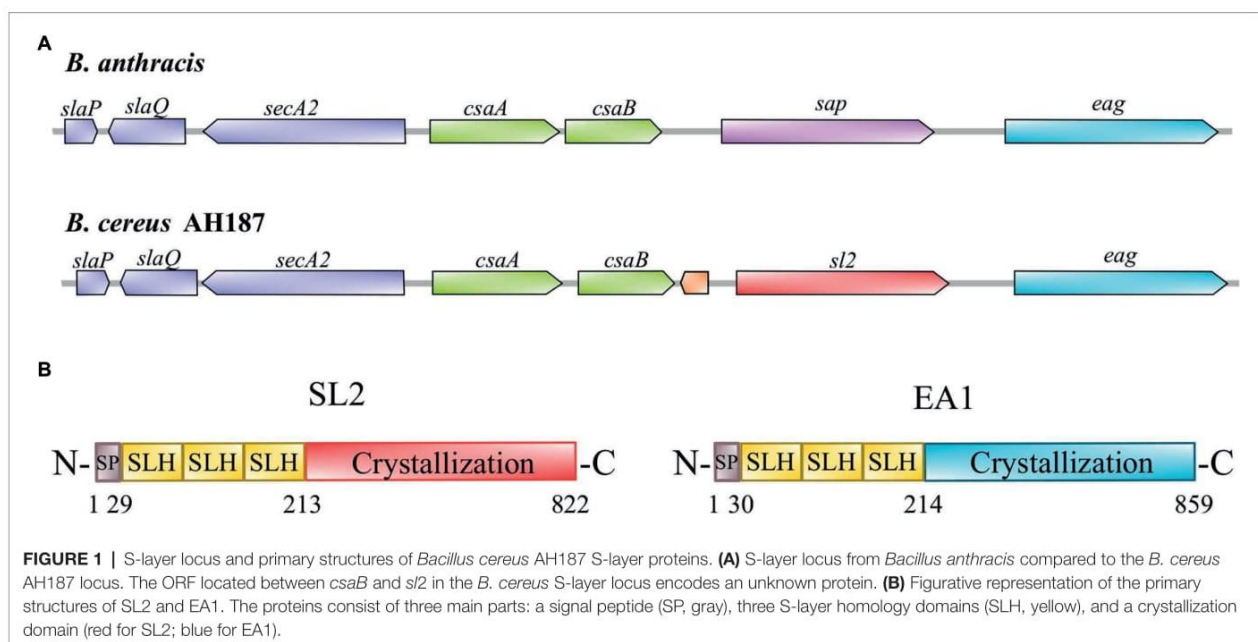 A
B. anthracis
slaP slaQ secA2 csaA csaB sap eag
B. cereus AH187
slaP slaQ secA2 csaA csaB sl2 eag
B
SL2 EA1
N- SP SLH SLH SLH Crystallization -C N- SP SLH SLH SLH Crystallization -C
1 29 213 822 1 30 214 859
FIGURE 1 | S-layer locus and primary structures of Bacillus cereus AH187 S-layer proteins. (A) S-layer locus from Bacillus anthracis compared to the B. cereus
AH187 locus. The ORF located between csaB and sl2 in the B. cereus S-layer locus encodes an unknown protein. (B) Figurative representation of the primary
structures of SL2 and EA1. The proteins consist of three main parts: a signal peptide (SP, gray), three S-layer homology domains (SLH, yellow), and a crystallization
domain (red for SL2; blue for EA1).